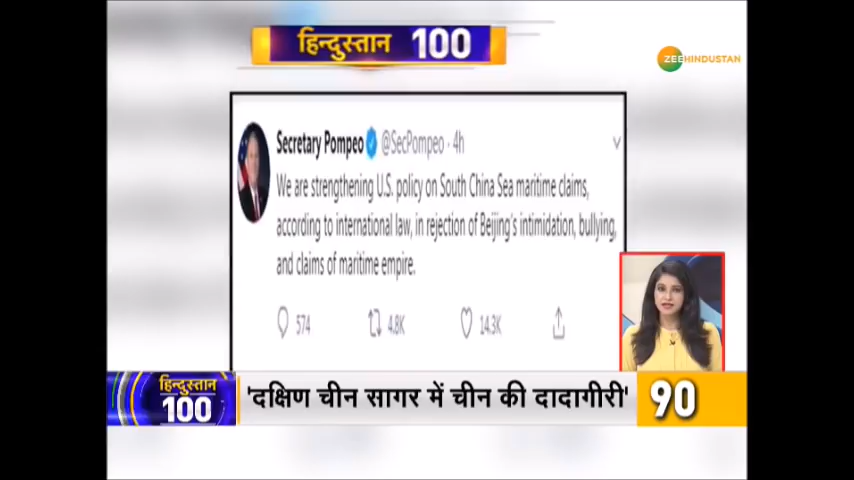 हिन्दुस्तान 100
ZEE HINDUSTAN
Secretary Pompeo @SecPompeo · 4h
We are strengthening U.S. policy on South China Sea maritime claims,
according to international law, in rejection of Beijing's intimidation, bullying,
and claims of maritime empire.
574 4.8K 14.3K
हिन्दुस्तान
100
'दक्षिण चीन सागर में चीन की दादागीरी'
90